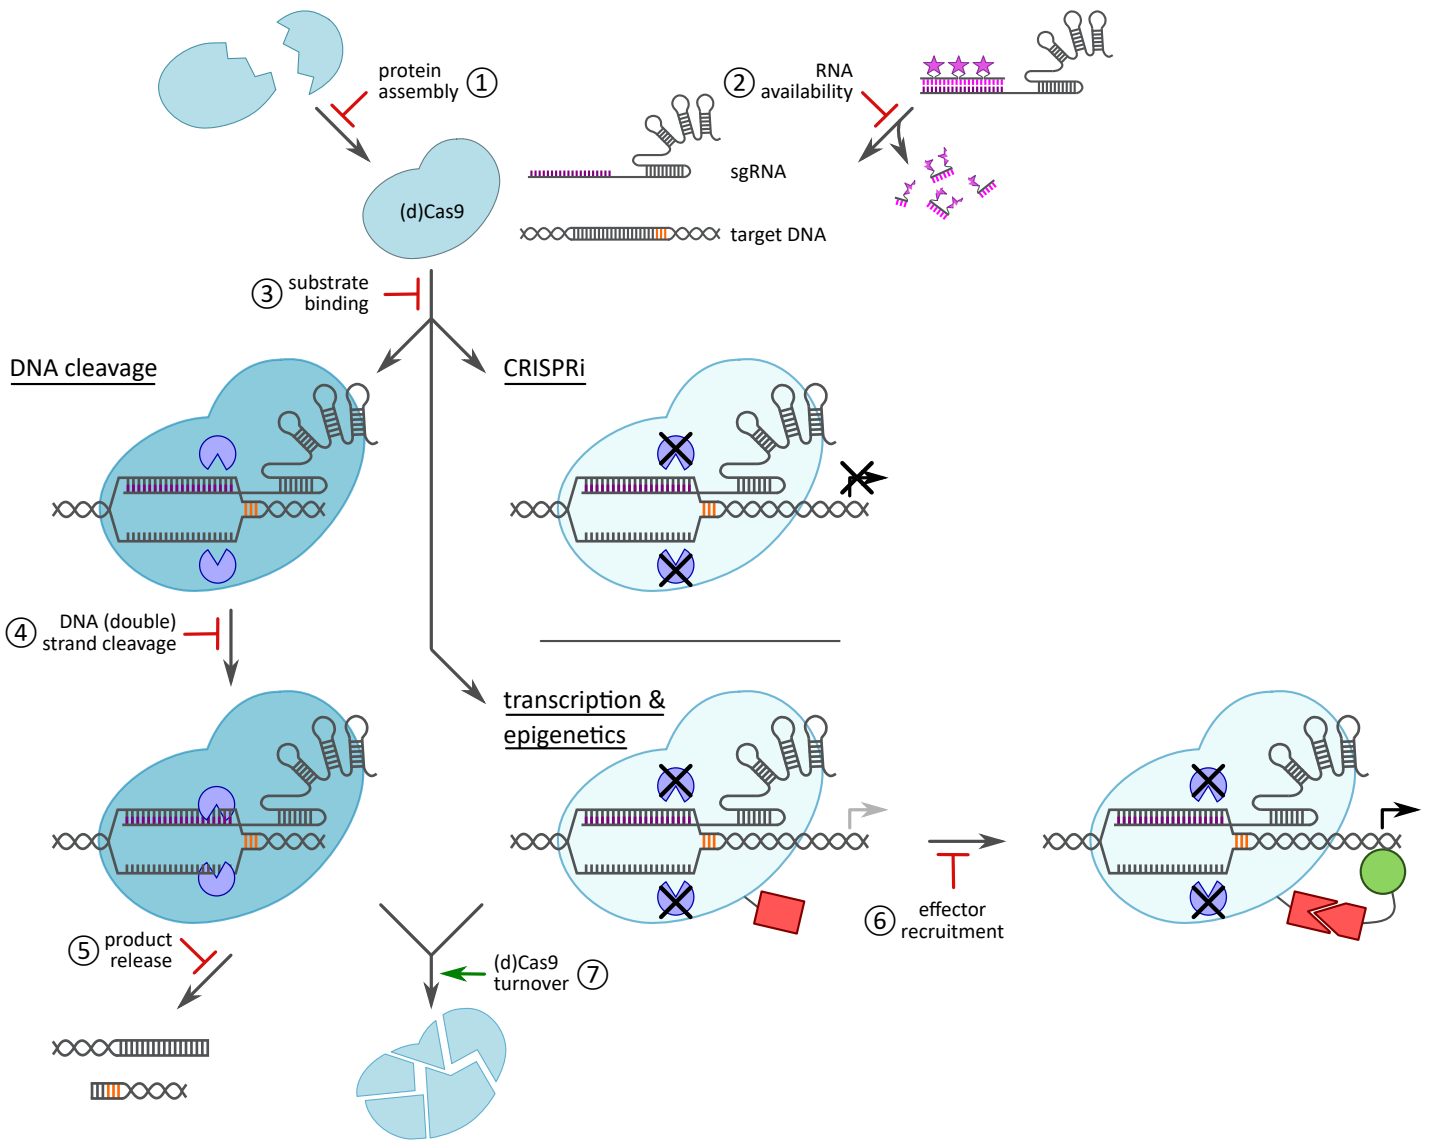 protein
assembly ①
② RNA
availability
sgRNA
(d)Cas9
target DNA
③ substrate
binding
DNA cleavage
CRISPRi
④ DNA (double)
strand cleavage
transcription &
epigenetics
⑥ effector
recruitment
⑤ product
release
(d)Cas9
turnover ⑦